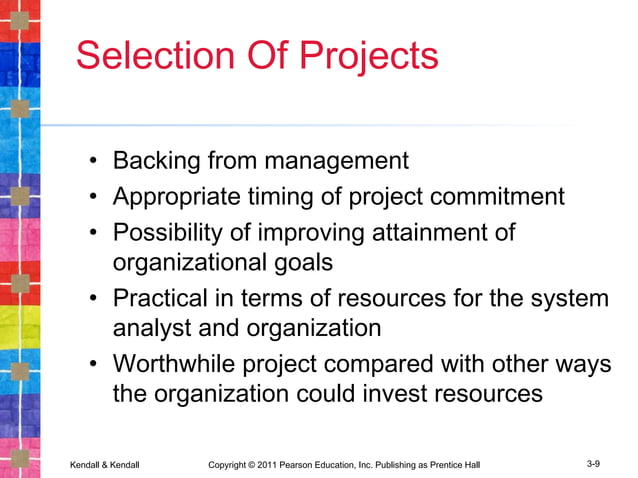 Selection Of Projects
• Backing from management
• Appropriate timing of project commitment
• Possibility of improving attainment of
organizational goals
• Practical in terms of resources for the system
analyst and organization
• Worthwhile project compared with other ways
the organization could invest resources
Kendall & Kendall Copyright © 2011 Pearson Education, Inc. Publishing as Prentice Hall 3-9